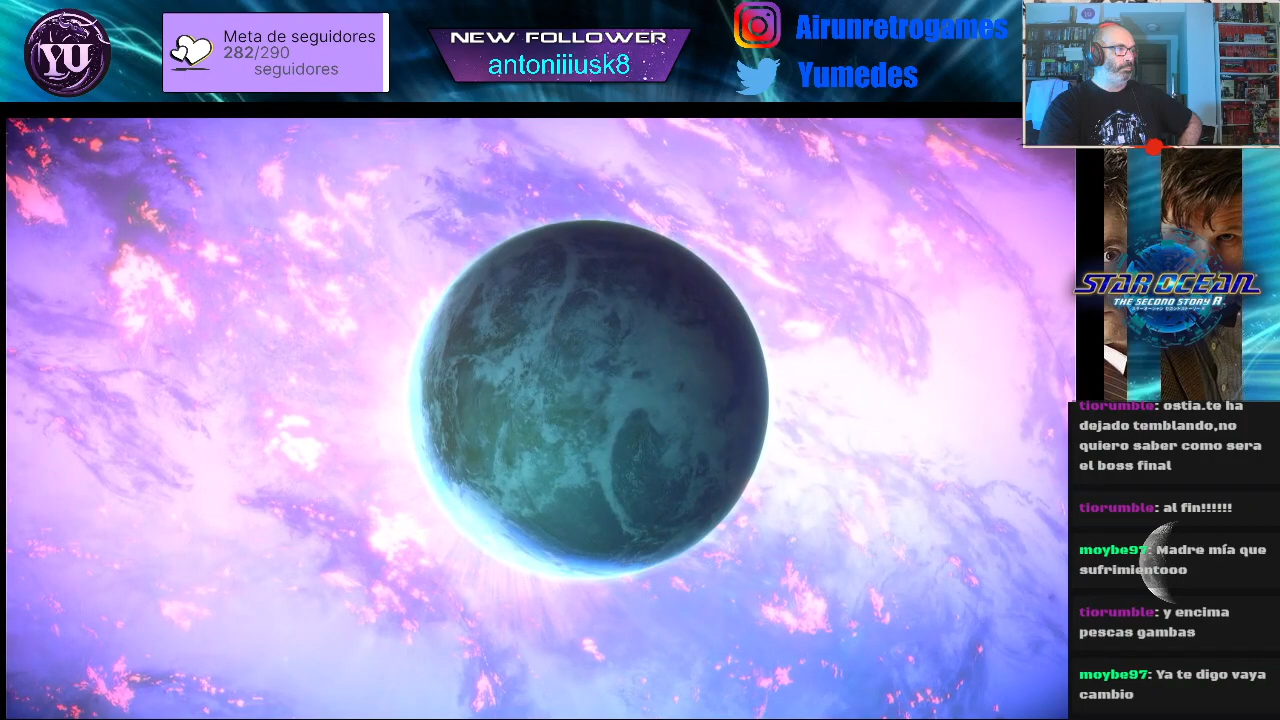 YU
Meta de seguidores
282/290
seguidores
NEW FOLLOWER
antoniiiusk8
Airunretrogames
Yumedes
STAR OCEAN
THE SECOND STORY R
tiorumble: ostia.te ha
dejado temblando,no
quiero saber como sera
el boss final
tiorumble: al fin!!!!!!
moybe97: Madre mía que
sufrimientooo
tiorumble: y encima
pescas gambas
moybe97: Ya te digo vaya
cambio